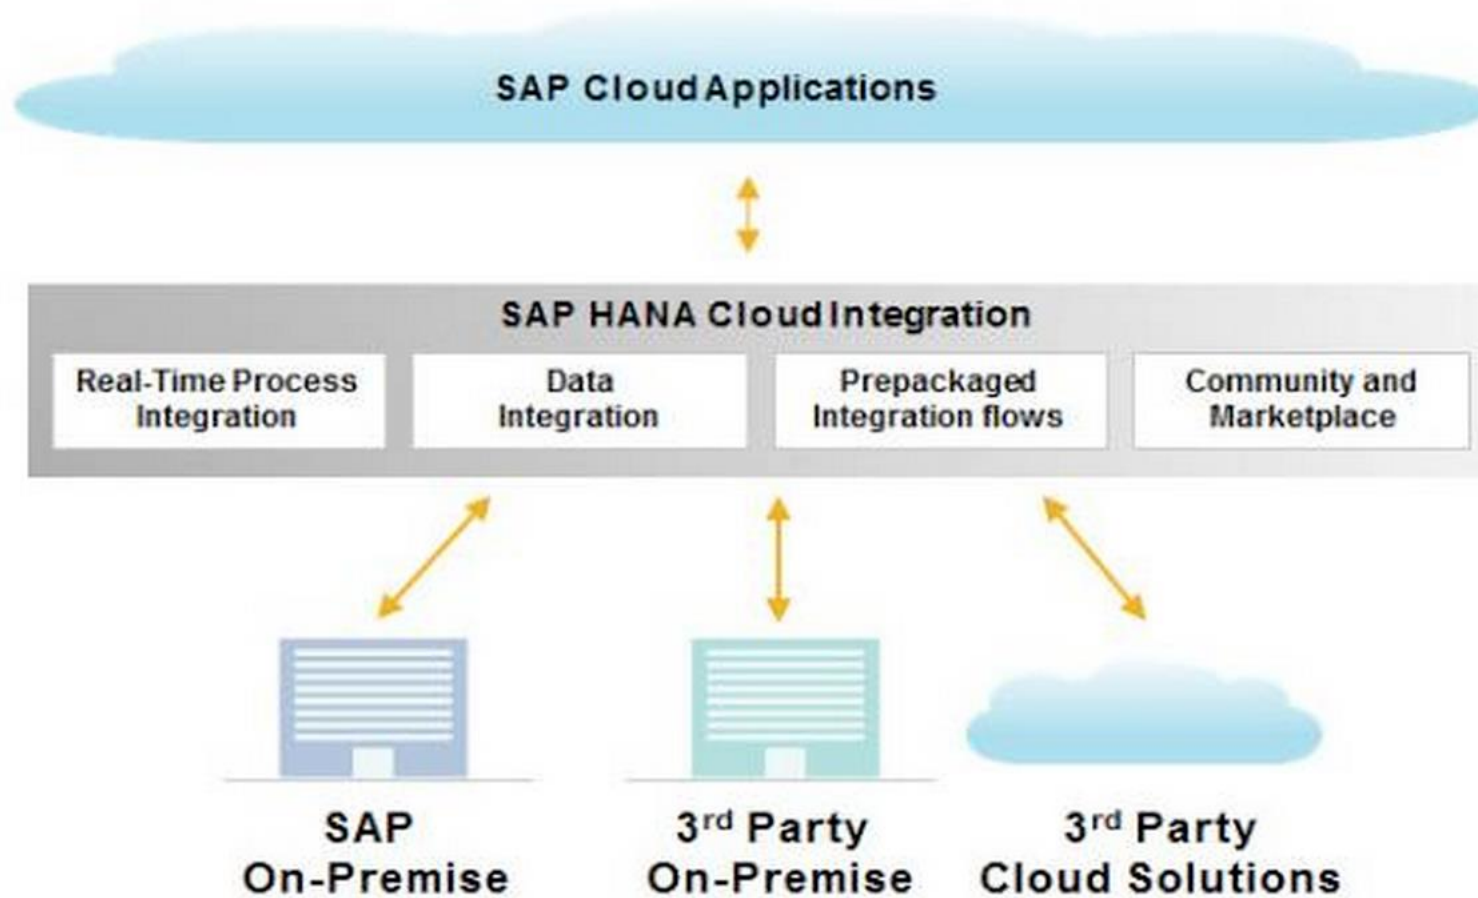 SAP Cloud Applications
SAP HANA Cloud Integration
Real-Time Process
Integration
Data
Integration
Prepackaged
Integration flows
Community and
Marketplace
SAP
On-Premise
3rd Party
On-Premise
3rd Party
Cloud Solutions